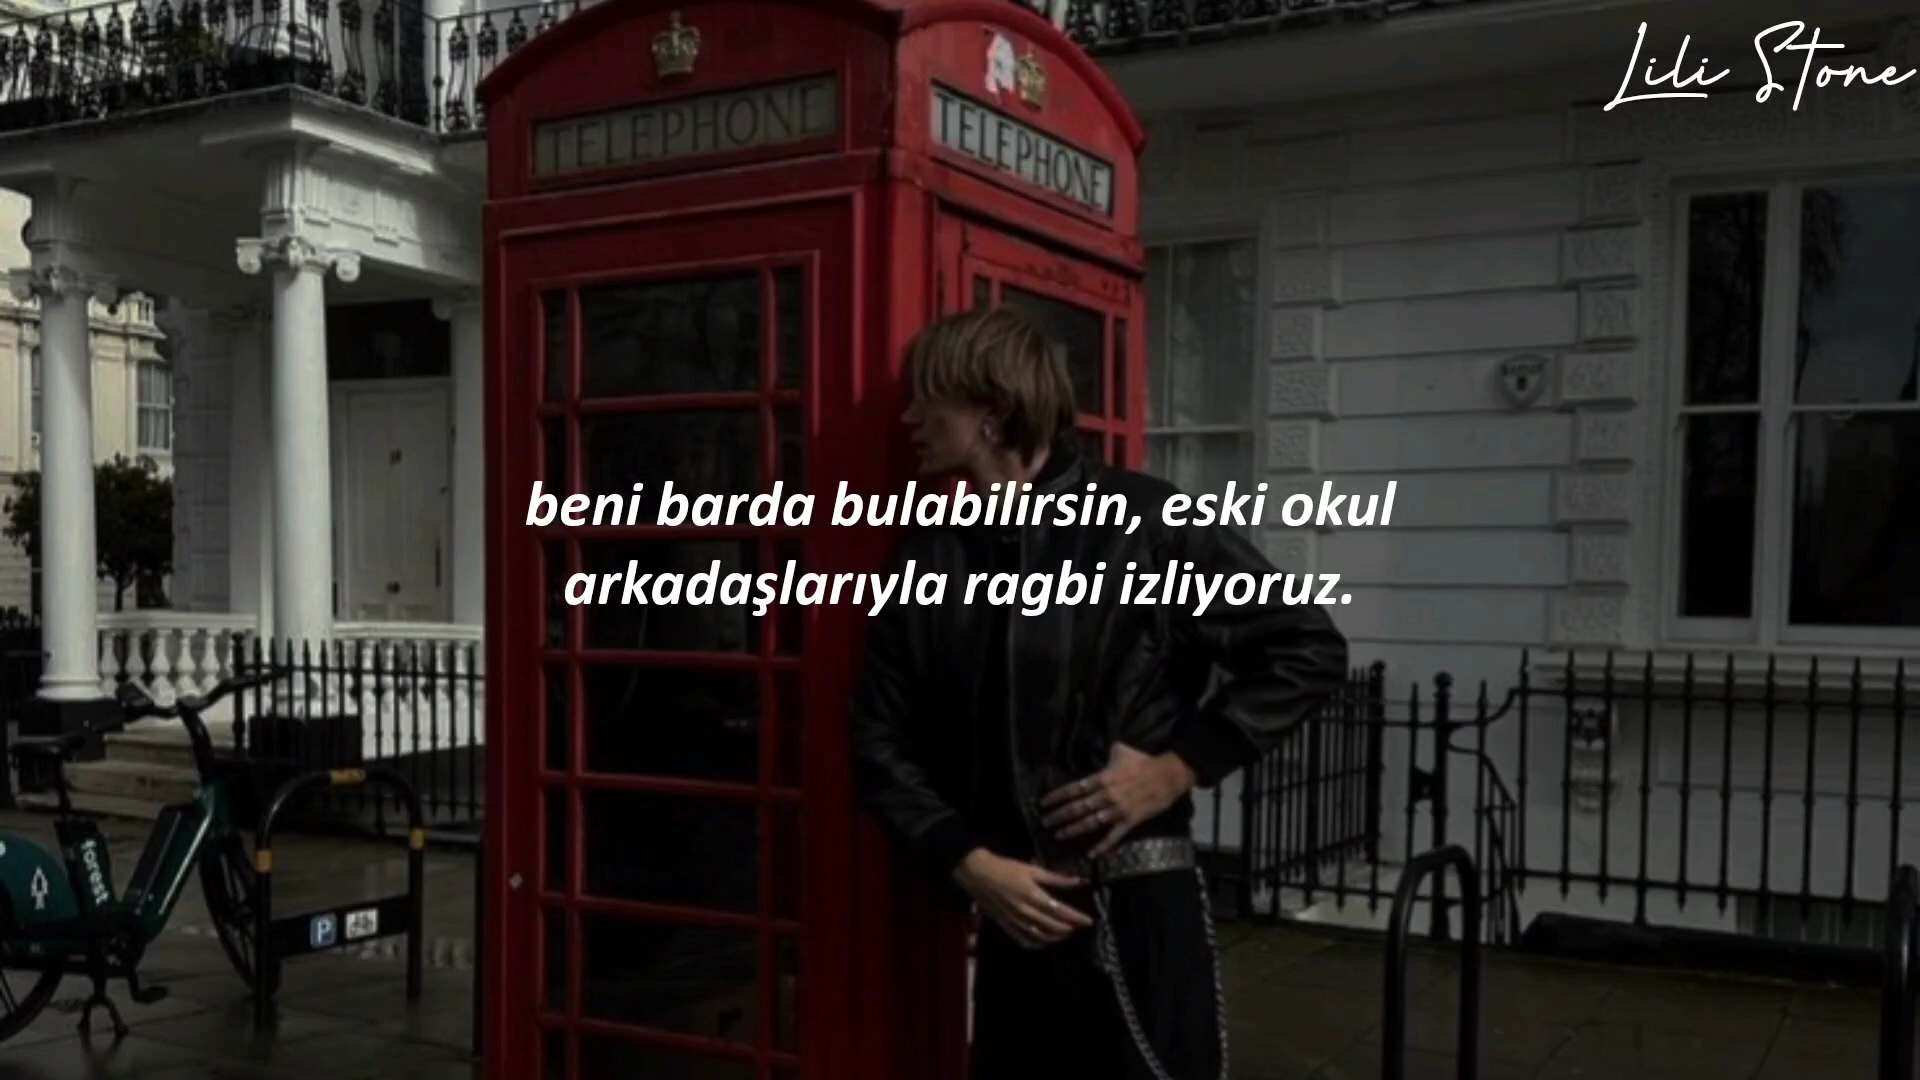 Lili Stone
TELEPHONE
TELEPHONE
beni barda bulabilirsin, eski okul
arkadaşlarıyla ragbi izliyoruz.
forest
P